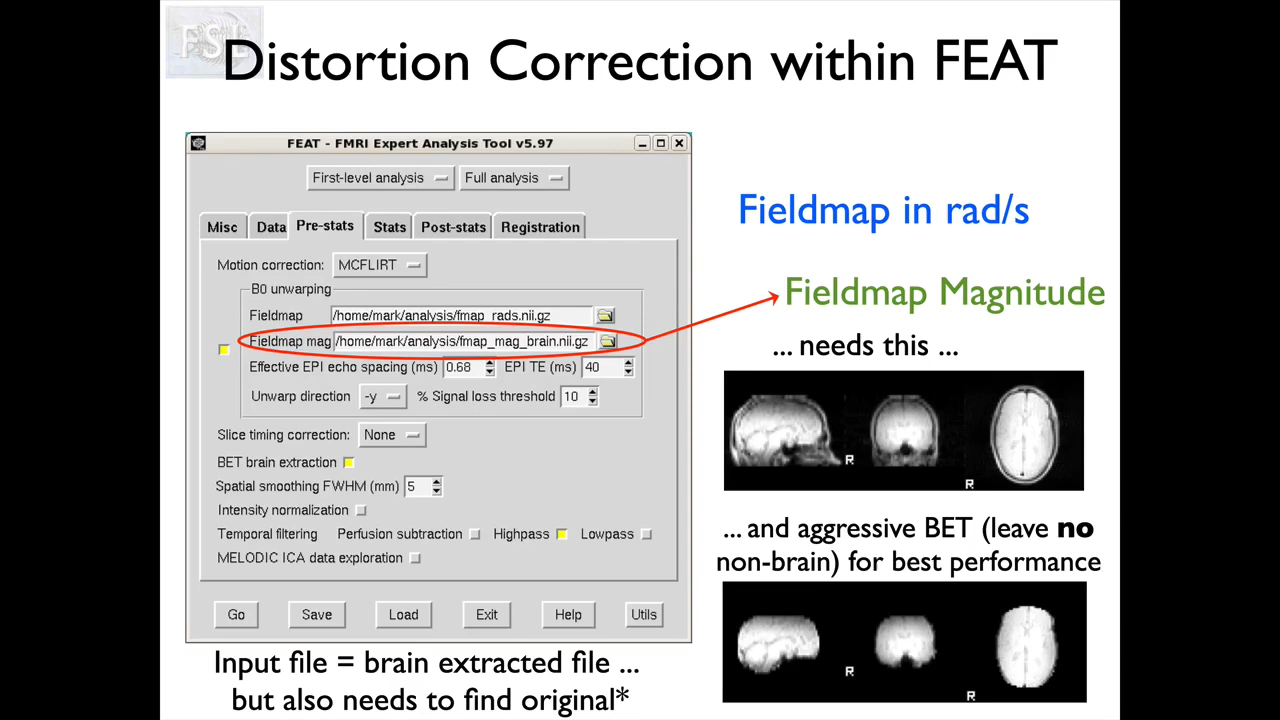 FSL
Distortion Correction within FEAT
FEAT - FMRI Expert Analysis Tool v5.97
First-level analysis Full analysis
Misc Data Pre-stats Stats Post-stats Registration
Motion correction: MCFLIRT
B0 unwarping
Fieldmap /home/mark/analysis/fmap_rads.nii.gz
Fieldmap mag /home/mark/analysis/fmap_mag_brain.nii.gz
Effective EPI echo spacing (ms) 0.68 EPI TE (ms) 40
Unwarp direction -y % Signal loss threshold 10
Slice timing correction: None
BET brain extraction
Spatial smoothing FWHM (mm) 5
Intensity normalization
Temporal filtering Perfusion subtraction Highpass Lowpass
MELODIC ICA data exploration
Go Save Load Exit Help Utils
Input file = brain extracted file ...
but also needs to find original*
Fieldmap in rad/s
Fieldmap Magnitude
... needs this ...
R
R
... and aggressive BET (leave no
non-brain) for best performance
R
R